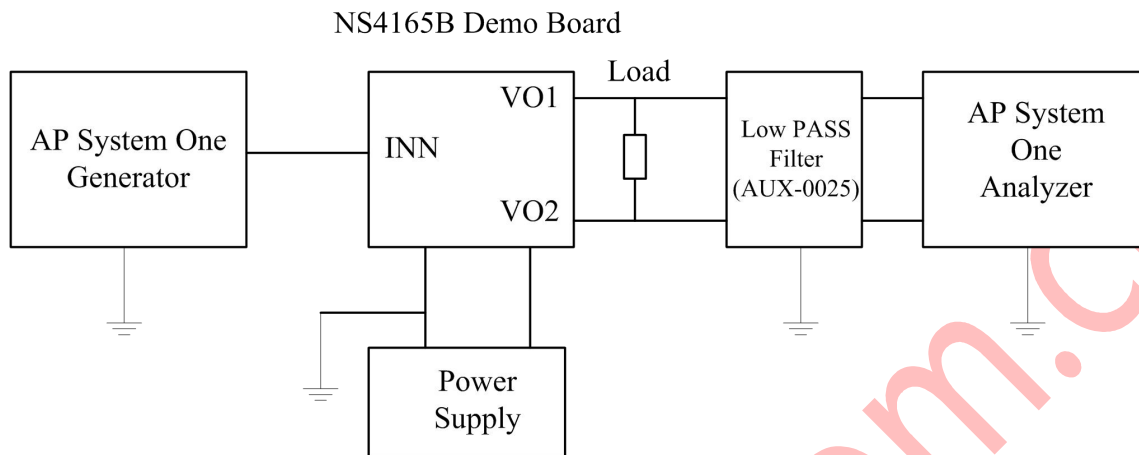 NS4165B Demo Board
AP System One
Generator
INN
VO1
VO2
Load
Low PASS
Filter
(AUX-0025)
AP System
One
Analyzer
Power
Supply
om.c